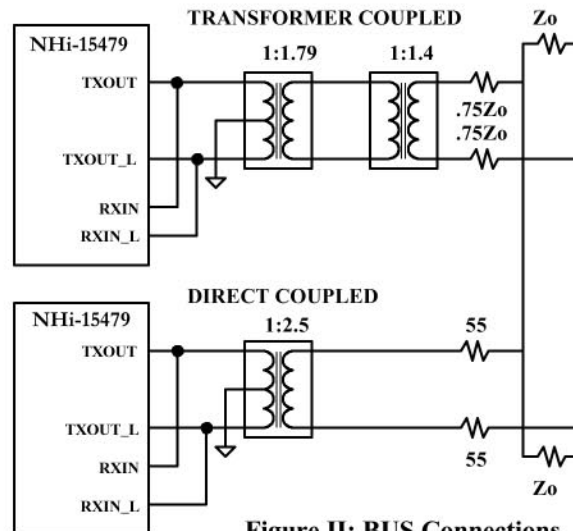 TRANSFORMER COUPLED
Zo
NHi-15479
1:1.79
1:1.4
TXOUT
.75Zo
.75Zo
TXOUT_L
RXIN
RXIN_L
DIRECT COUPLED
NHi-15479
1:2.5
55
TXOUT
TXOUT_L
55
RXIN
Zo
RXIN_L
Figure II: BUS Connections